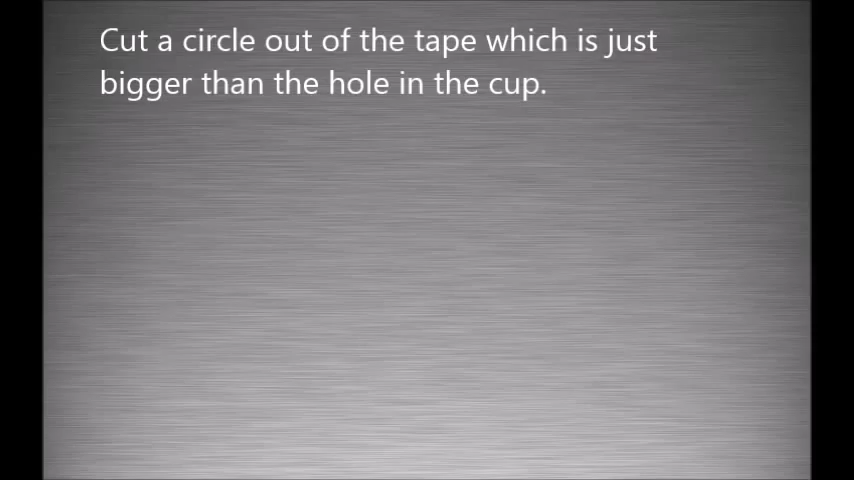 Cut a circle out of the tape which is just
bigger than the hole in the cup.